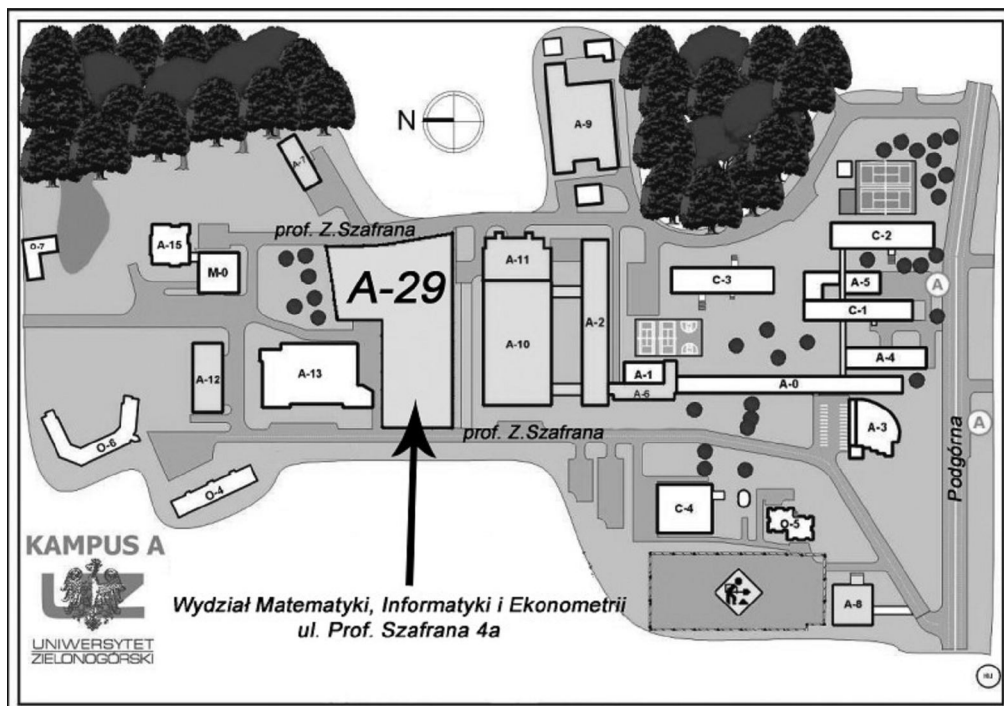 A-9
A-7
N
prof. Z.Szafrana
O-7
A-15
M-0
A-29
A-11
A-10
A-2
C-3
C-2
A-5
C-1
A
A-4
A-12
A-13
A-1
A-6
A-0
O-6
prof. Z.Szafrana
A-3
A
Podgórna
O-4
C-4
O-5
A-8
KAMPUS A
UZ
UNIWERSYTET
ZIELONOGÓRSKI
Wydział Matematyki, Informatyki i Ekonometrii
ul. Prof. Szafrana 4a